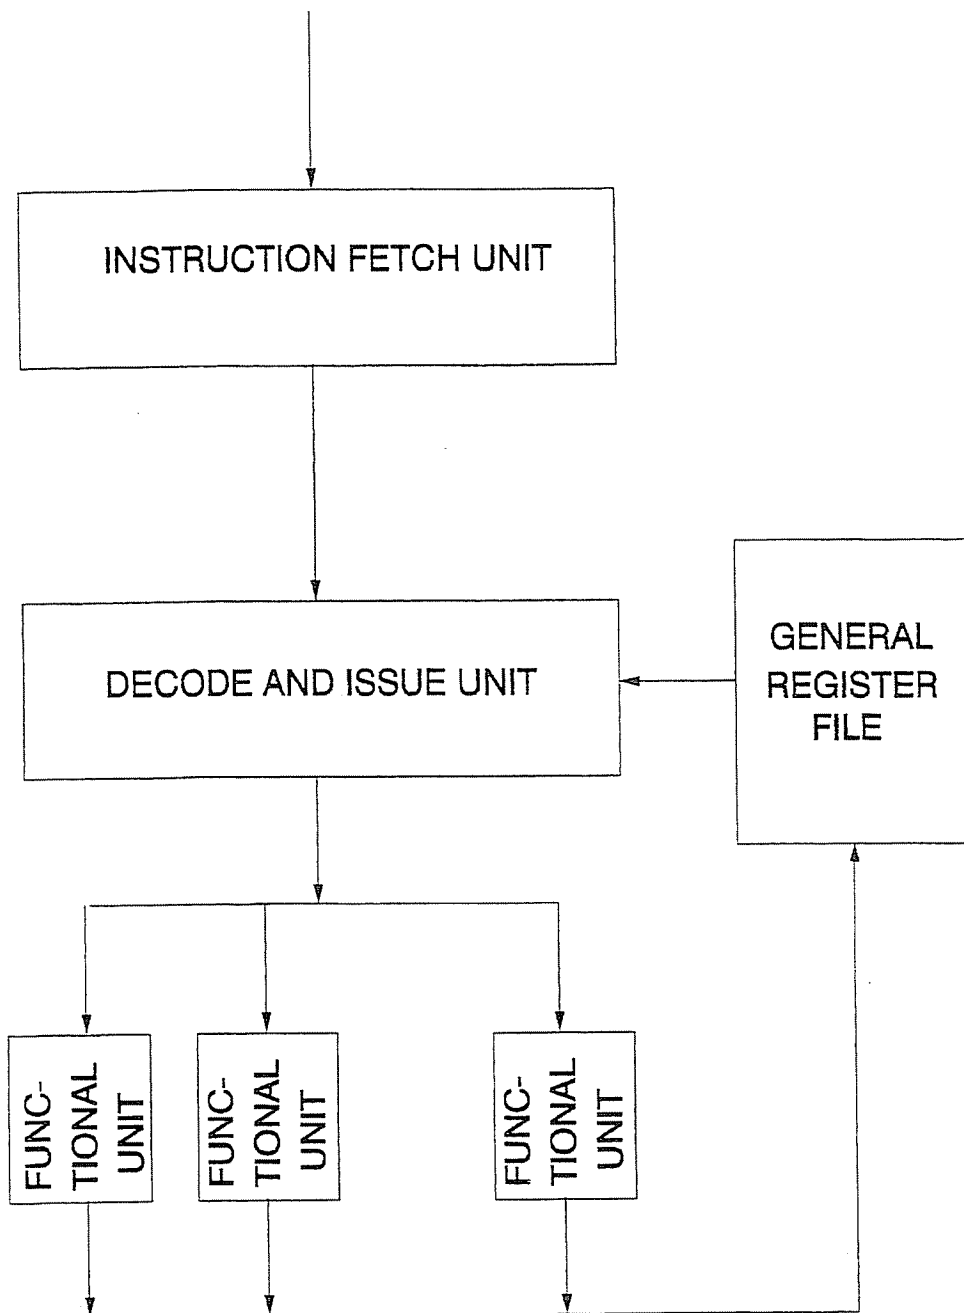 INSTRUCTION FETCH UNIT
DECODE AND ISSUE UNIT
GENERAL
REGISTER
FILE
FUNC-
TIONAL
UNIT
FUNC-
TIONAL
UNIT
FUNC-
TIONAL
UNIT